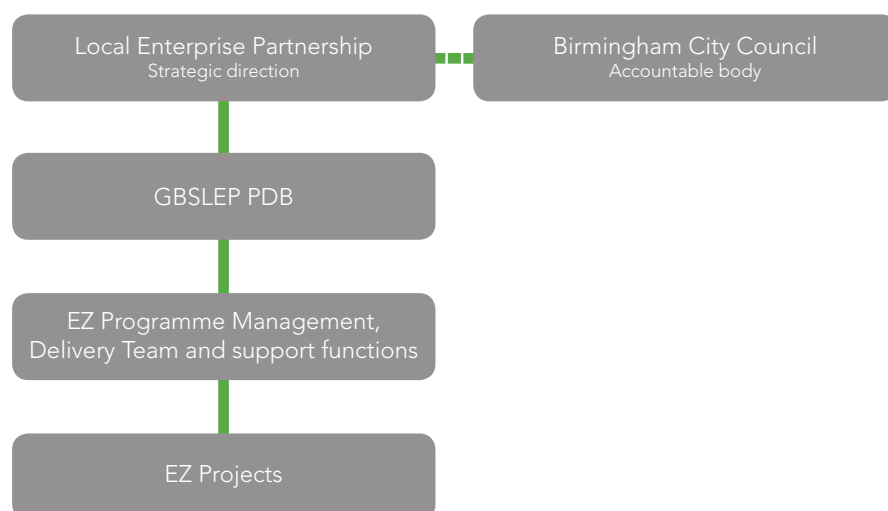 Local Enterprise Partnership
Strategic direction
Birmingham City Council
Accountable body
GBSLEP PDB
EZ Programme Management,
Delivery Team and support functions
EZ Projects